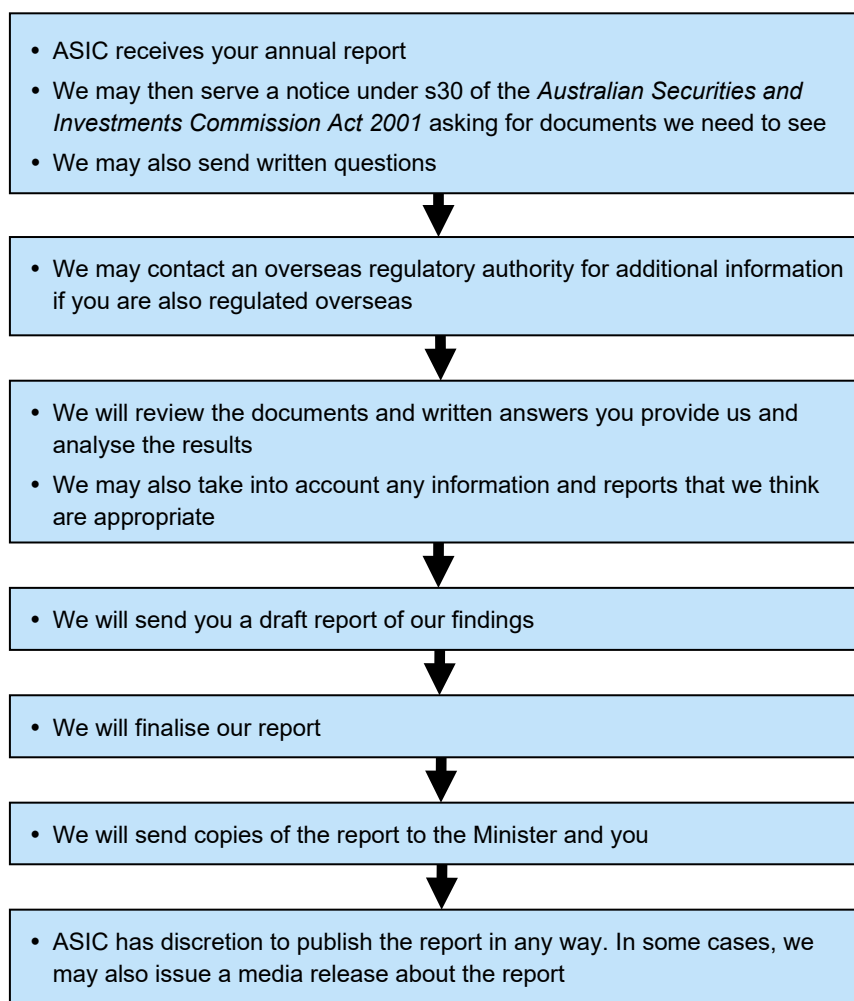 • ASIC receives your annual report
• We may then serve a notice under s30 of the Australian Securities and
Investments Commission Act 2001 asking for documents we need to see
• We may also send written questions
• We may contact an overseas regulatory authority for additional information
if you are also regulated overseas
• We will review the documents and written answers you provide us and
analyse the results
• We may also take into account any information and reports that we think
are appropriate
• We will send you a draft report of our findings
• We will finalise our report
• We will send copies of the report to the Minister and you
• ASIC has discretion to publish the report in any way. In some cases, we
may also issue a media release about the report